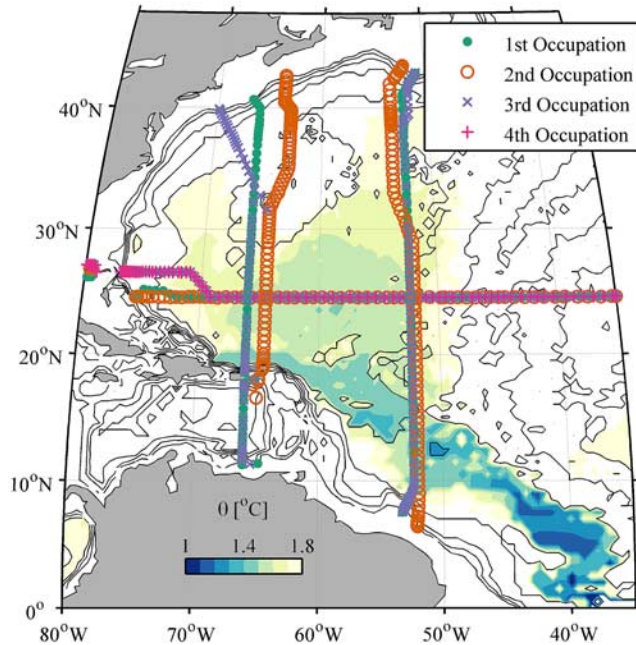 1st Occupation
2nd Occupation
3rd Occupation
4th Occupation
40°N
30°N
20°N
10°N
0°
θ [°C]
1 1.4 1.8
80°W 70°W 60°W 50°W 40°W